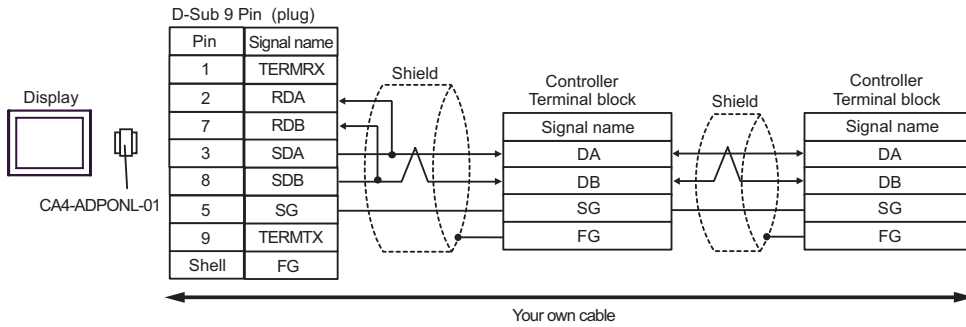 D-Sub 9 Pin (plug)
Pin Signal name
1 TERMRX
2 RDA
7 RDB
3 SDA
8 SDB
5 SG
9 TERMTX
Shell FG
Display
CA4-ADPONL-01
Shield
Controller
Terminal block
Signal name
DA
DB
SG
FG
Shield
Controller
Terminal block
Signal name
DA
DB
SG
FG
Your own cable